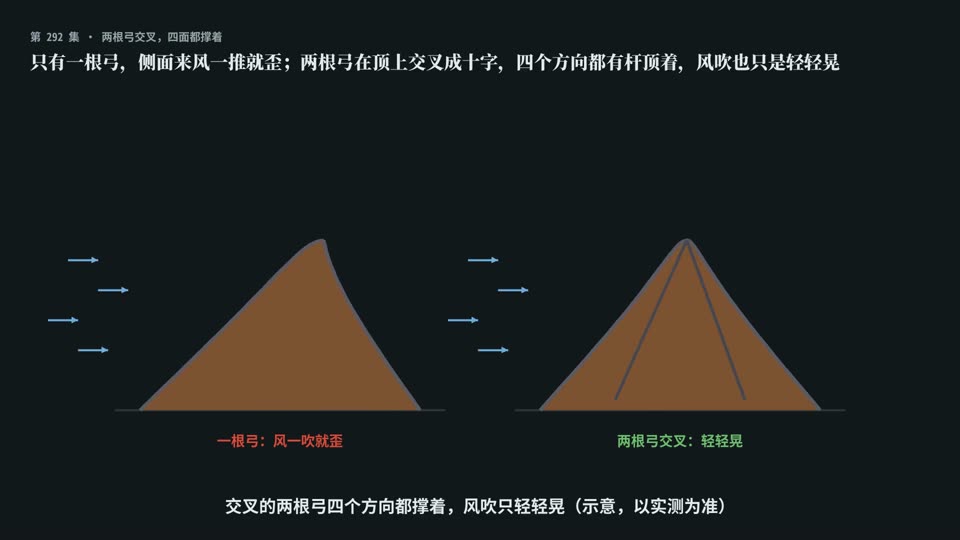 第 292 集 · 两根弓交叉，四面都撑着
只有一根弓，侧面来风一推就歪；两根弓在顶上交叉成十字，四个方向都有杆顶着，风吹也只是轻轻晃
一根弓：风一吹就歪
两根弓交叉：轻轻晃
交叉的两根弓四个方向都撑着，风吹只轻轻晃（示意，以实测为准）